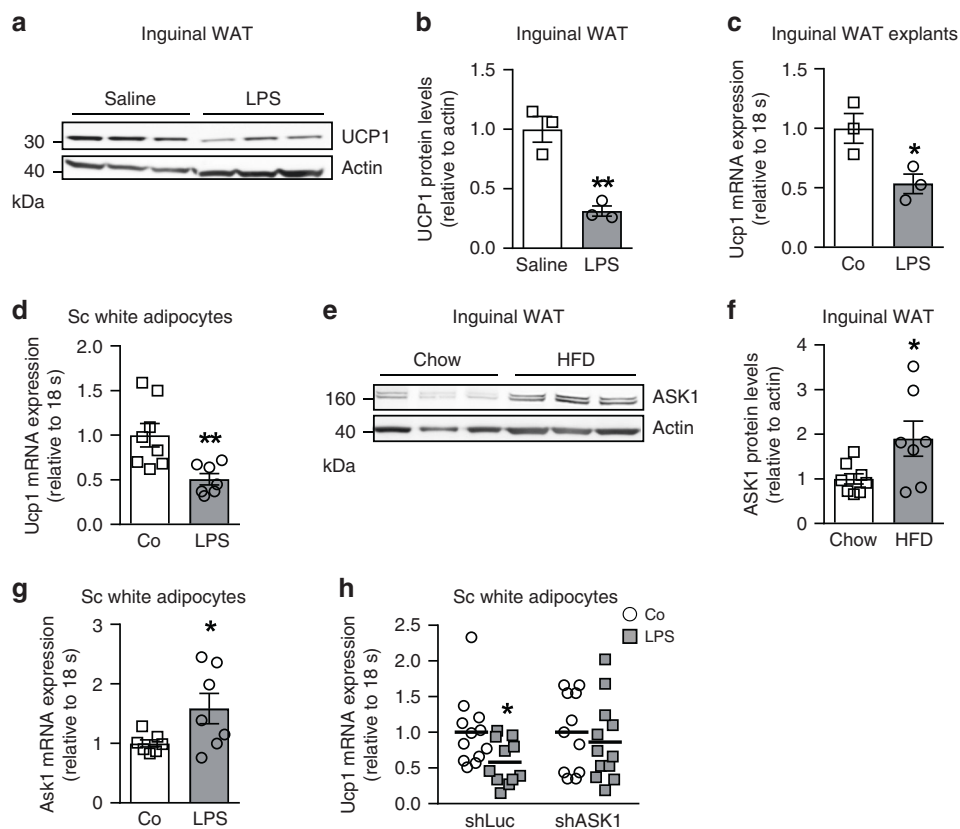 a
Inguinal WAT
Saline LPS
30 UCP1
40 Actin
kDa
b
Inguinal WAT
UCP1 protein levels
(relative to actin)
1.5
1.0
0.5
0.0
**
Saline LPS
c
Inguinal WAT explants
Ucp1 mRNA expression
(relative to 18 s)
1.5
1.0
0.5
0.0
*
Co LPS
d
Sc white adipocytes
Ucp1 mRNA expression
(relative to 18 s)
2.0
1.5
1.0
0.5
0.0
**
Co LPS
e
Inguinal WAT
Chow HFD
160 ASK1
40 Actin
kDa
f
Inguinal WAT
ASK1 protein levels
(relative to actin)
4
3
2
1
0
*
Chow HFD
g
Sc white adipocytes
Ask1 mRNA expression
(relative to 18 s)
3
2
1
0
*
Co LPS
h
Sc white adipocytes
Co
LPS
Ucp1 mRNA expression
(relative to 18 s)
2.5
2.0
1.5
1.0
0.5
0.0
*
shLuc shASK1